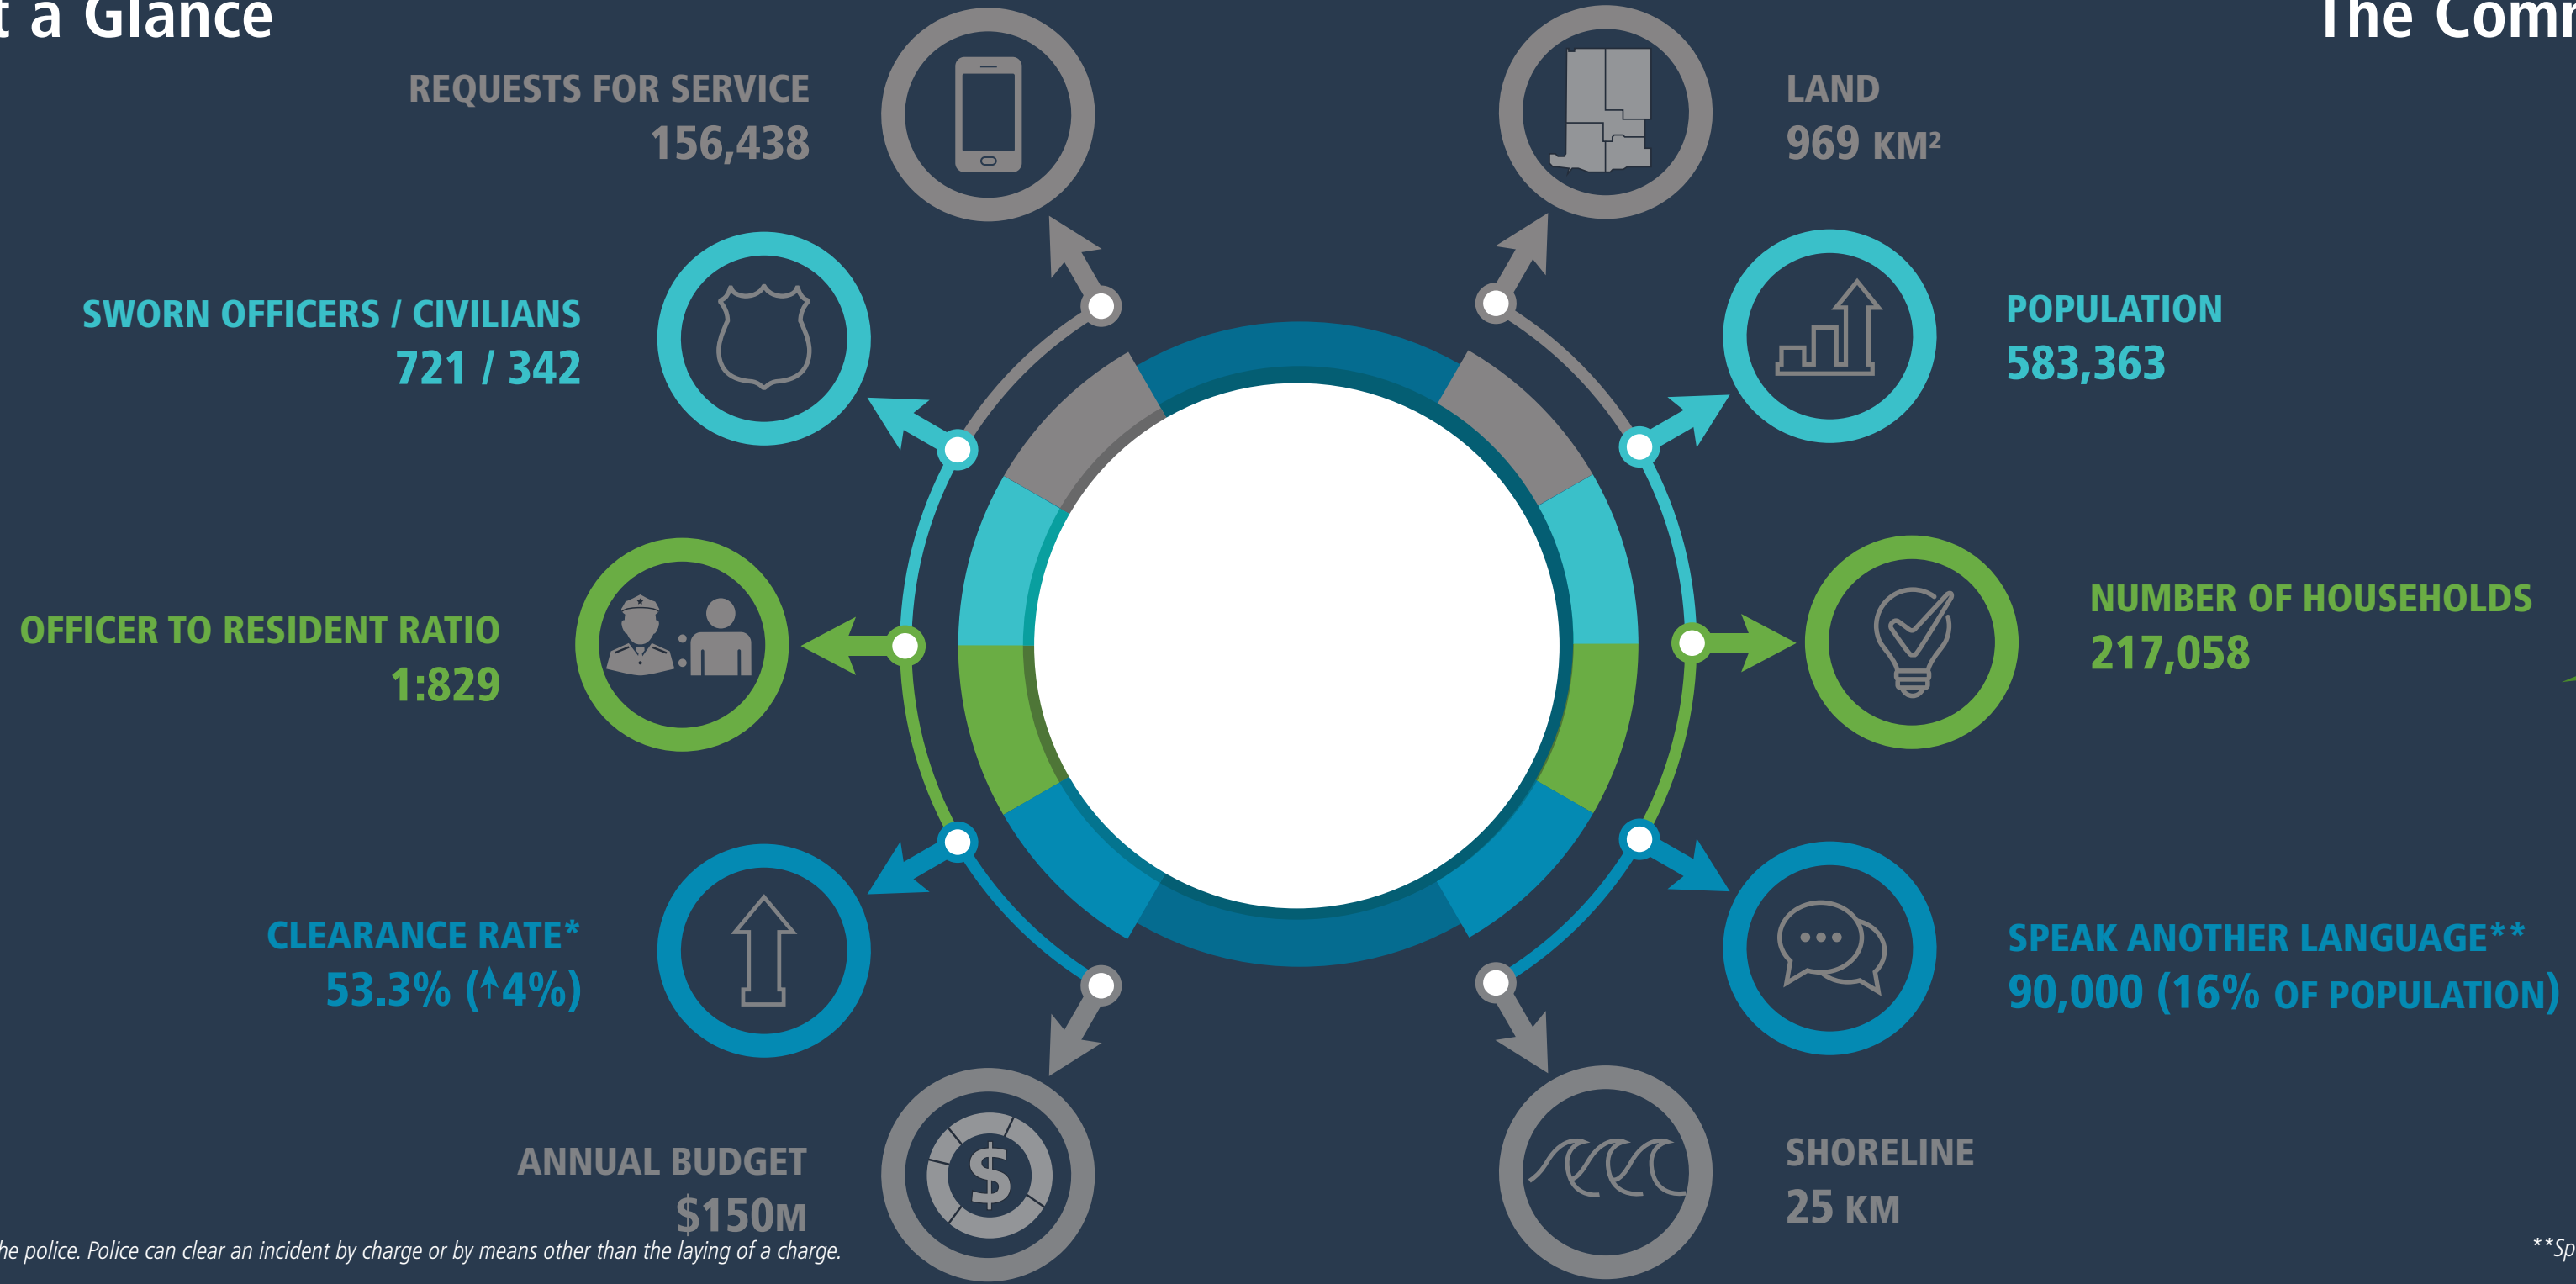 t a Glance
The Comm
REQUESTS FOR SERVICE
156,438
SWORN OFFICERS / CIVILIANS
721 / 342
OFFICER TO RESIDENT RATIO
1:829
CLEARANCE RATE*
53.3% (↑4%)
ANNUAL BUDGET
$150M
$
he police. Police can clear an incident by charge or by means other than the laying of a charge.
LAND
969 KM²
POPULATION
583,363
NUMBER OF HOUSEHOLDS
217,058
SPEAK ANOTHER LANGUAGE**
90,000 (16% OF POPULATION)
SHORELINE
25 KM
**Sp